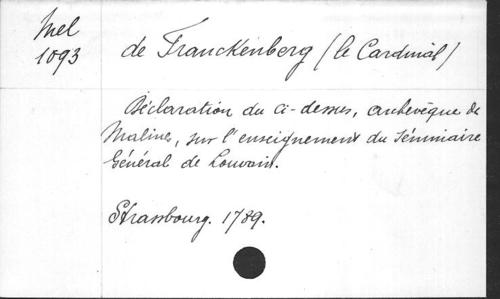 Mel
1093
de Franckenberg (le Cardinal)
Déclaration du ci-dessus, archevêque de
Malines, sur l'enseignement du Séminaire
Général de Louvain.
Strasbourg. 1789.